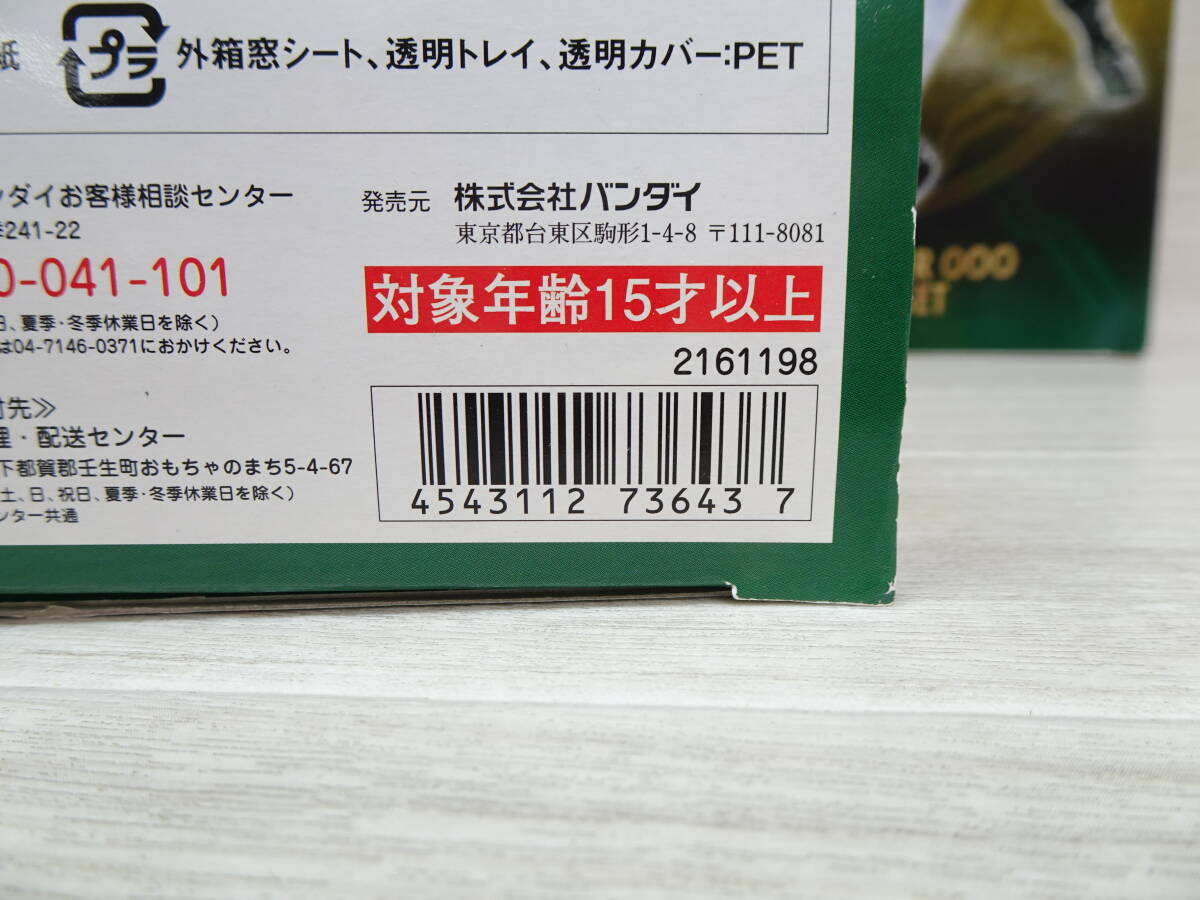 紙
プラ
外箱窓シート、透明トレイ、透明カバー:PET
ンダイお客様相談センター
241-22
0-041-101
日、夏季・冬季休業日を除く)
は04-7146-0371におかけください。
付先≫
理・配送センター
下都賀郡壬生町おもちゃのまち5-4-67
土、日、祝日、夏季・冬季休業日を除く)
ンター共通
発売元 株式会社バンダイ
東京都台東区駒形1-4-8 〒111-8081
対象年齢15才以上
2161198
4543112 73643 7
R OOO
ET